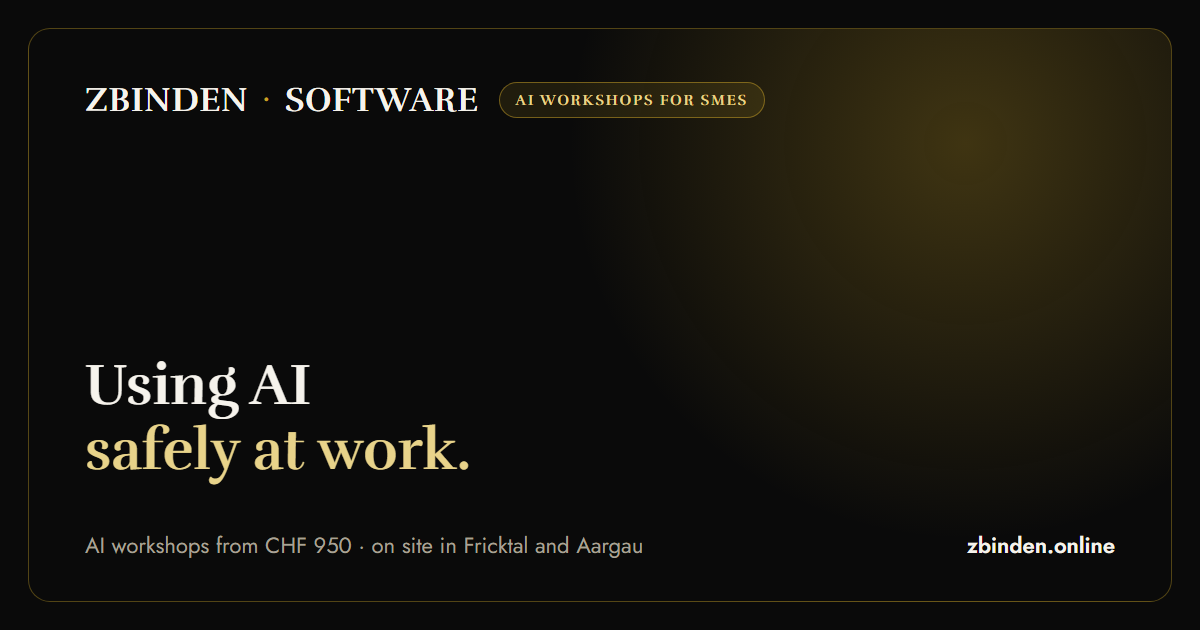 ZBINDEN · SOFTWARE
AI WORKSHOPS FOR SMES
Using AI
safely at work.
AI workshops from CHF 950 · on site in Fricktal and Aargau
zbinden.online